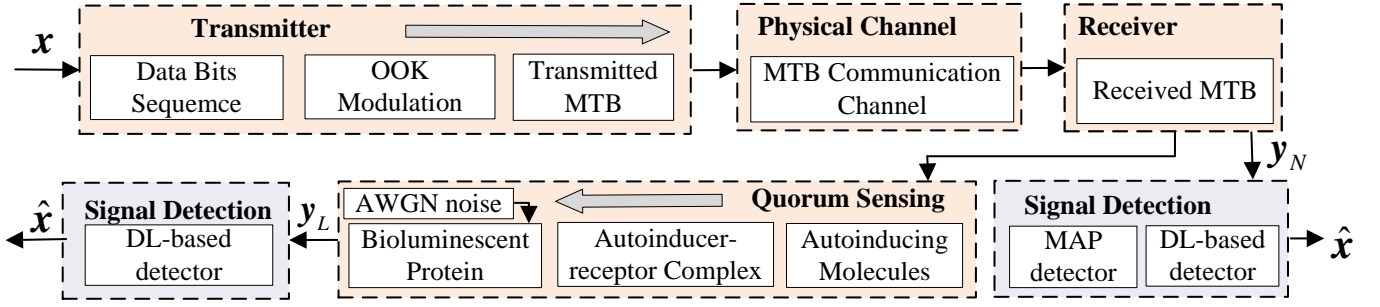 x
Transmitter
Data Bits
Sequemce
OOK
Modulation
Transmitted
MTB
Physical Channel
MTB Communication
Channel
Receiver
Received MTB
y_N
x̂
Signal Detection
DL-based
detector
y_L
AWGN noise
Quorum Sensing
Bioluminescent
Protein
Autoinducer-
receptor Complex
Autoinducing
Molecules
Signal Detection
MAP
detector
DL-based
detector
x̂